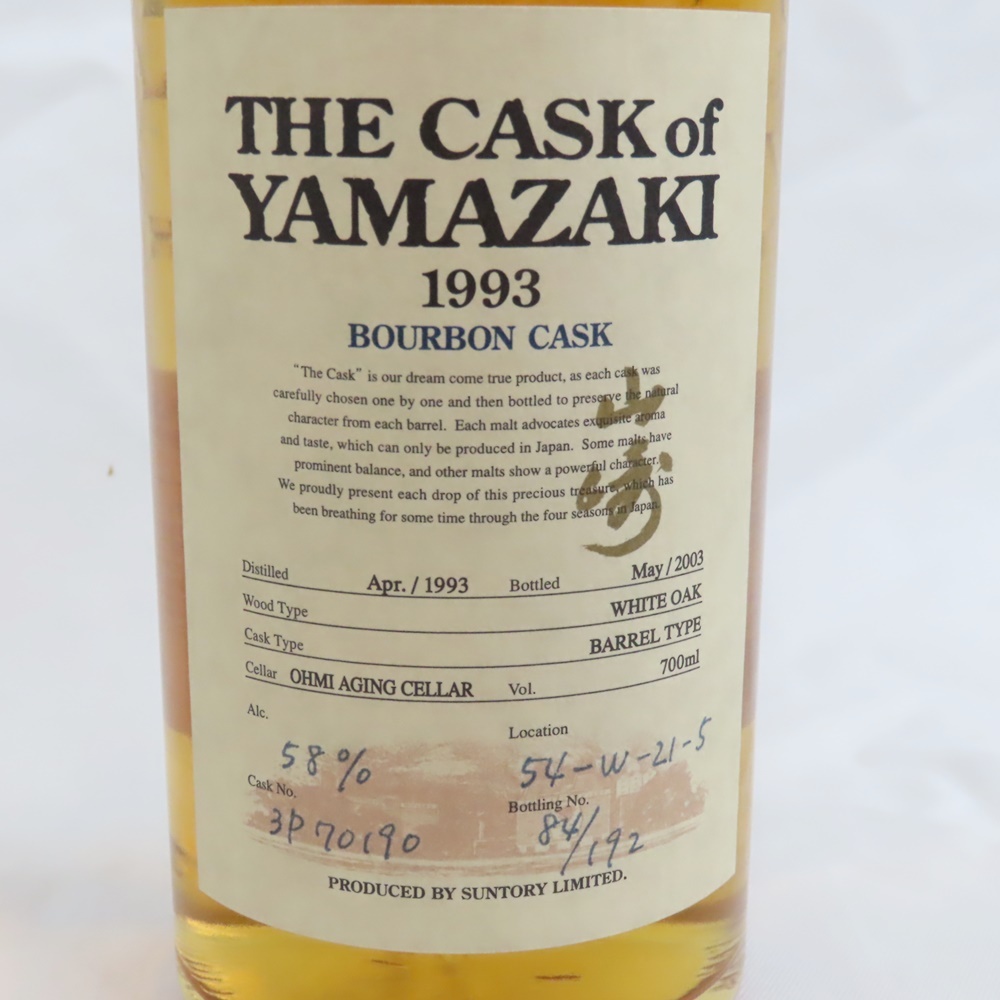 THE CASK of
YAMAZAKI
1993
BOURBON CASK
"The Cask" is our dream come true product, as each cask was
carefully chosen one by one and then bottled to preserve the natural
character from each barrel. Each malt advocates exquisite aroma
and taste, which can only be produced in Japan. Some malts have
prominent balance, and other malts show a powerful character.
We proudly present each drop of this precious treasure, which has
been breathing for some time through the four seasons in Japan.
山崎
Distilled Apr. / 1993 Bottled May / 2003
Wood Type WHITE OAK
Cask Type BARREL TYPE
Cellar OHMI AGING CELLAR Vol. 700ml
Alc. Location
58% 54-W-21-5
Cask No. Bottling No.
3P70190 84/192
PRODUCED BY SUNTORY LIMITED.